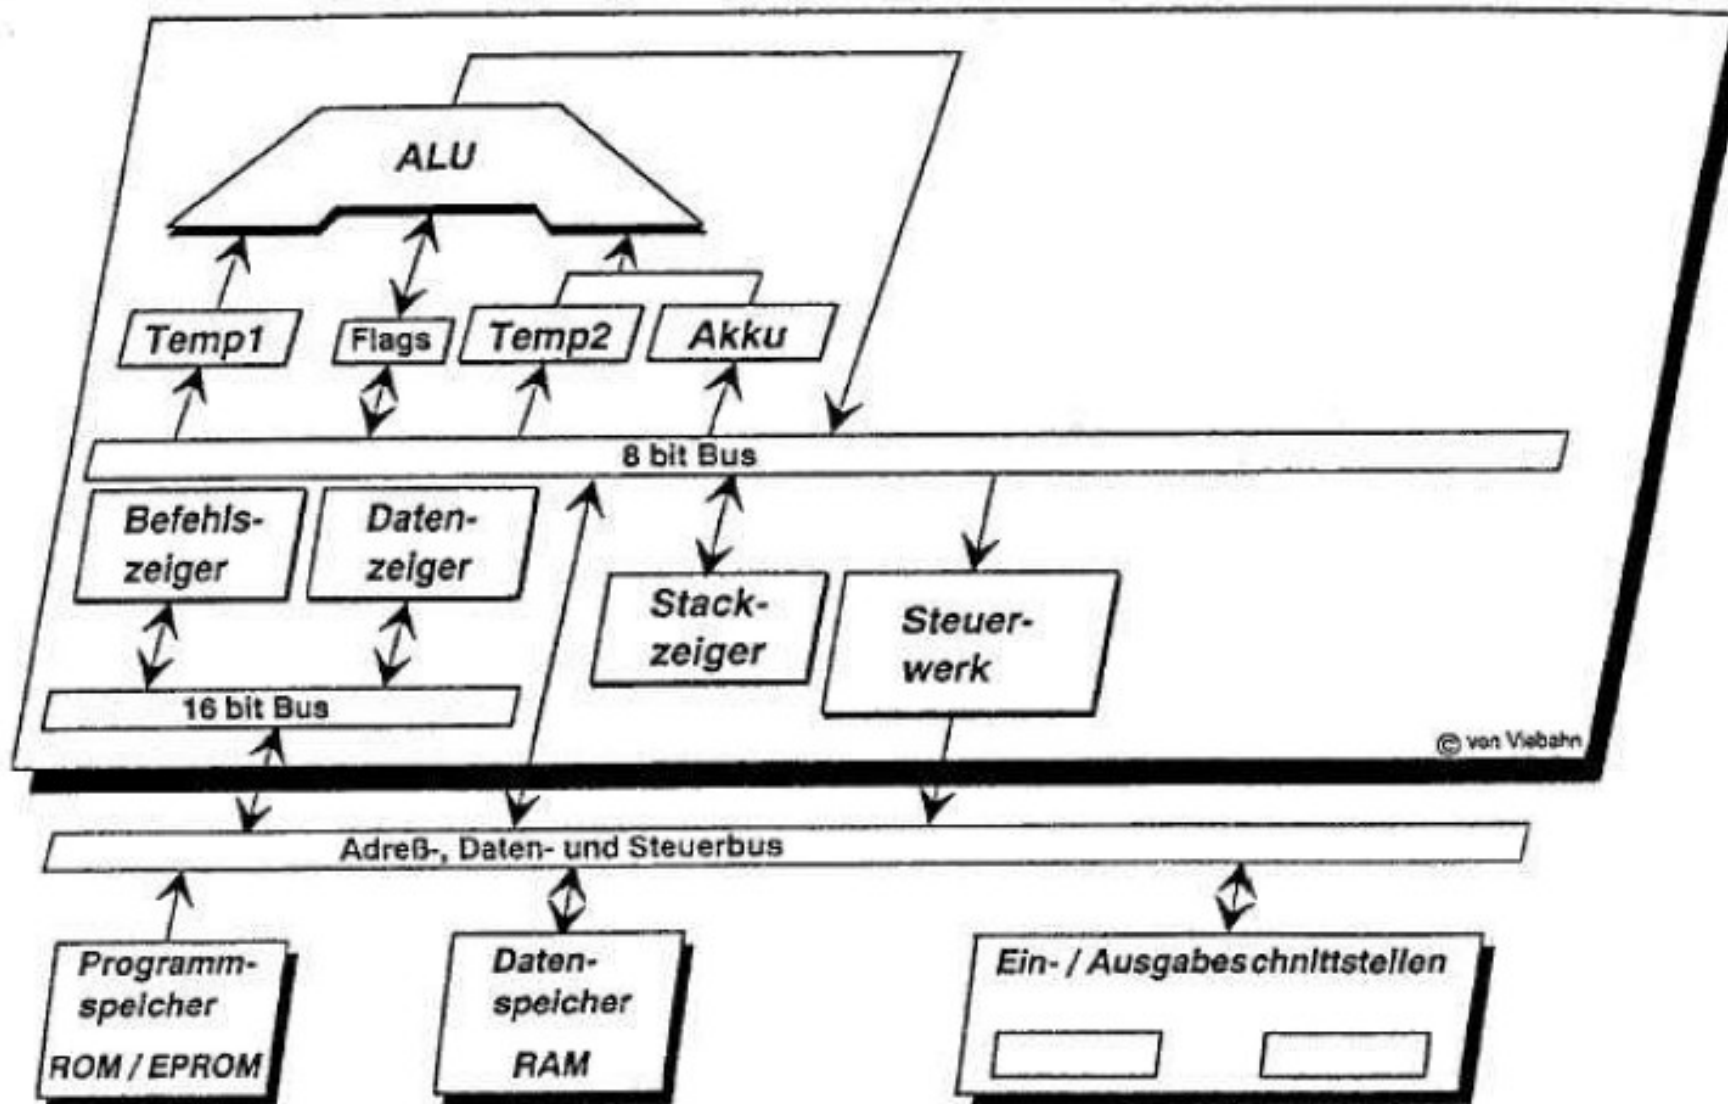 ALU
Temp1
Flags
Temp2
Akku
8 bit Bus
Befehls-
zeiger
Daten-
zeiger
Stack-
zeiger
Steuer-
werk
16 bit Bus
© von Viebahn
Adreß-, Daten- und Steuerbus
Programm-
speicher
ROM / EPROM
Daten-
speicher
RAM
Ein- / Ausgabeschnittstellen